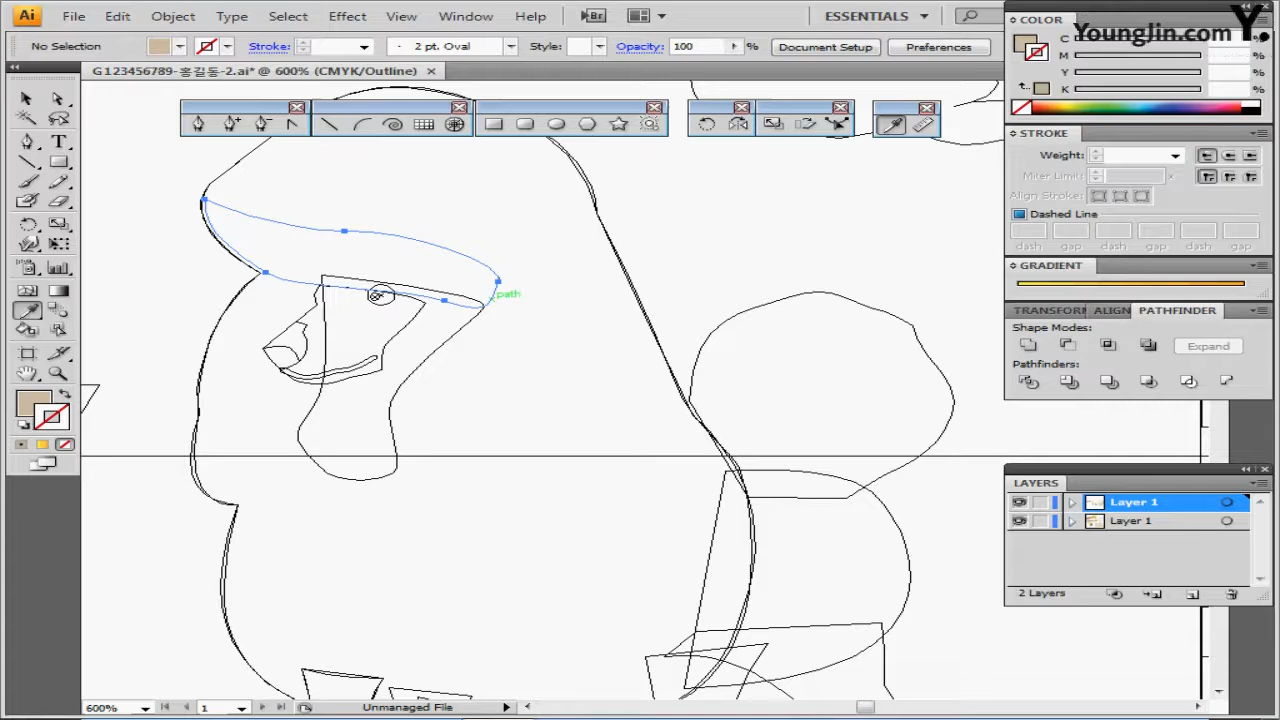 Ai File Edit Object Type Select Effect View Window Help Br ESSENTIALS
No Selection Stroke: 2 pt. Oval Style: Opacity: 100 % Document Setup Preferences
G123456789-홍길동-2.ai* @ 600% (CMYK/Outline)
COLOR
YoungJin.com Y.
C %
M %
Y %
K %
STROKE
Weight:
Miter Limit: x
Align Stroke:
Dashed Line
dash gap dash gap dash gap
GRADIENT
TRANSFORM ALIGN PATHFINDER
Shape Modes:
Expand
Pathfinders:
path
LAYERS
Layer 1
Layer 1
2 Layers
600% 1 Unmanaged File